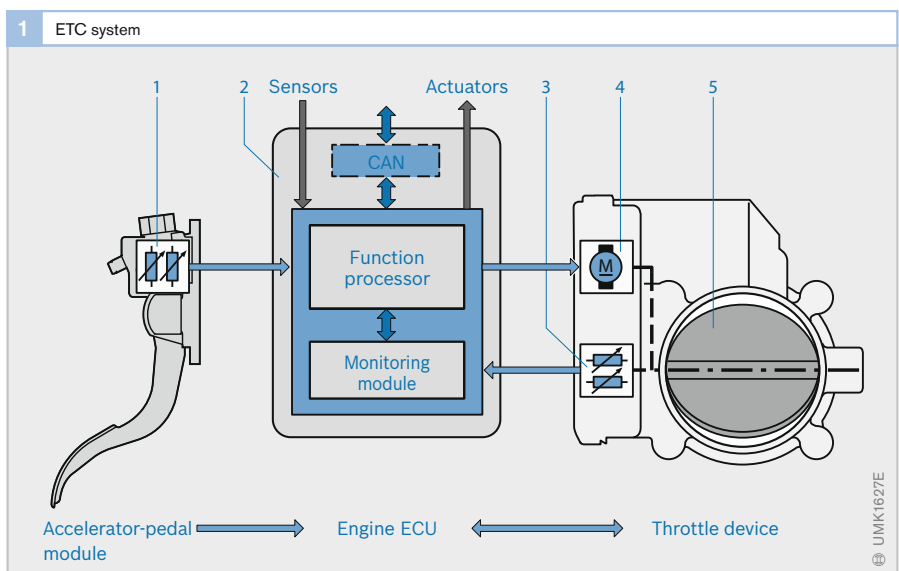 1 ETC system
1 2 Sensors Actuators 3 4 5
CAN
Function
processor
M
Monitoring
module
Accelerator-pedal
module
Engine ECU
Throttle device
UMK1627E